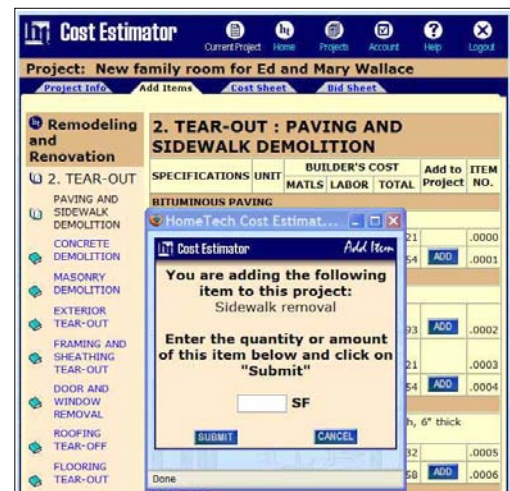 Cost Estimator
Current Project Home Projects Account Help Logout
Project: New family room for Ed and Mary Wallace
Project Info Add Items Cost Sheet Bid Sheet
Remodeling
and
Renovation
2. TEAR-OUT
PAVING AND
SIDEWALK
DEMOLITION
CONCRETE
DEMOLITION
MASONRY
DEMOLITION
EXTERIOR
TEAR-OUT
FRAMING AND
SHEATHING
TEAR-OUT
DOOR AND
WINDOW
REMOVAL
ROOFING
TEAR-OFF
FLOORING
TEAR-OUT
2. TEAR-OUT : PAVING AND
SIDEWALK DEMOLITION
SPECIFICATIONS UNIT BUILDER'S COST Add to Project ITEM NO.
MATLS LABOR TOTAL
BITUMINOUS PAVING
21 .0000
54 ADD .0001
93 ADD .0002
21 .0003
54 ADD .0004
h, 6" thick
32 .0005
58 ADD .0006
HomeTech Cost Estimat...
Cost Estimator Add Item
You are adding the following
item to this project:
Sidewalk removal
Enter the quantity or amount
of this item below and click on
"Submit"
SF
SUBMIT CANCEL
Done